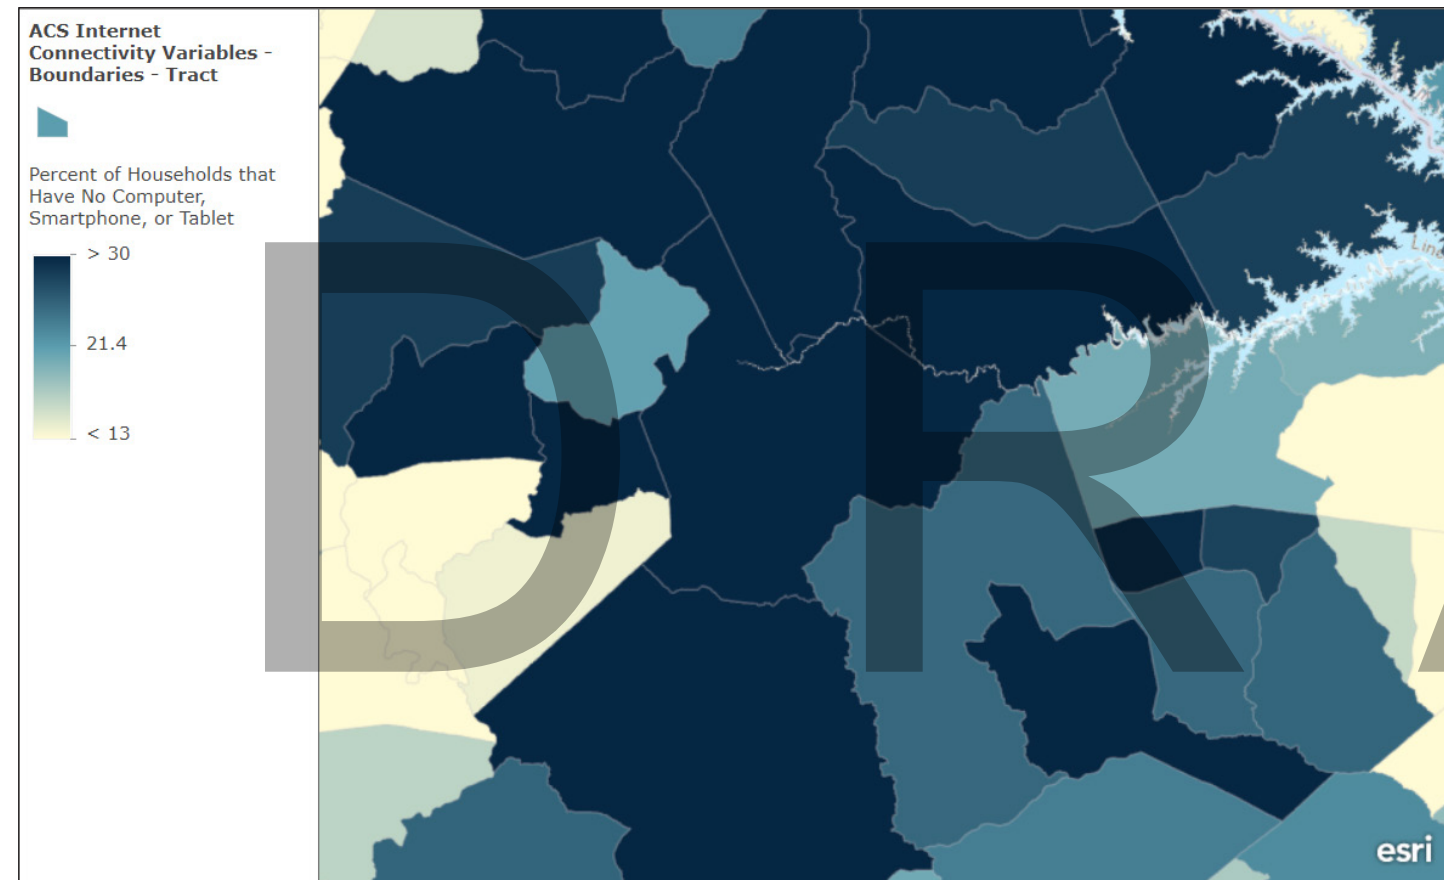 ACS Internet
Connectivity Variables -
Boundaries - Tract
Percent of Households that
Have No Computer,
Smartphone, or Tablet
> 30
21.4
< 13
DRA
esri